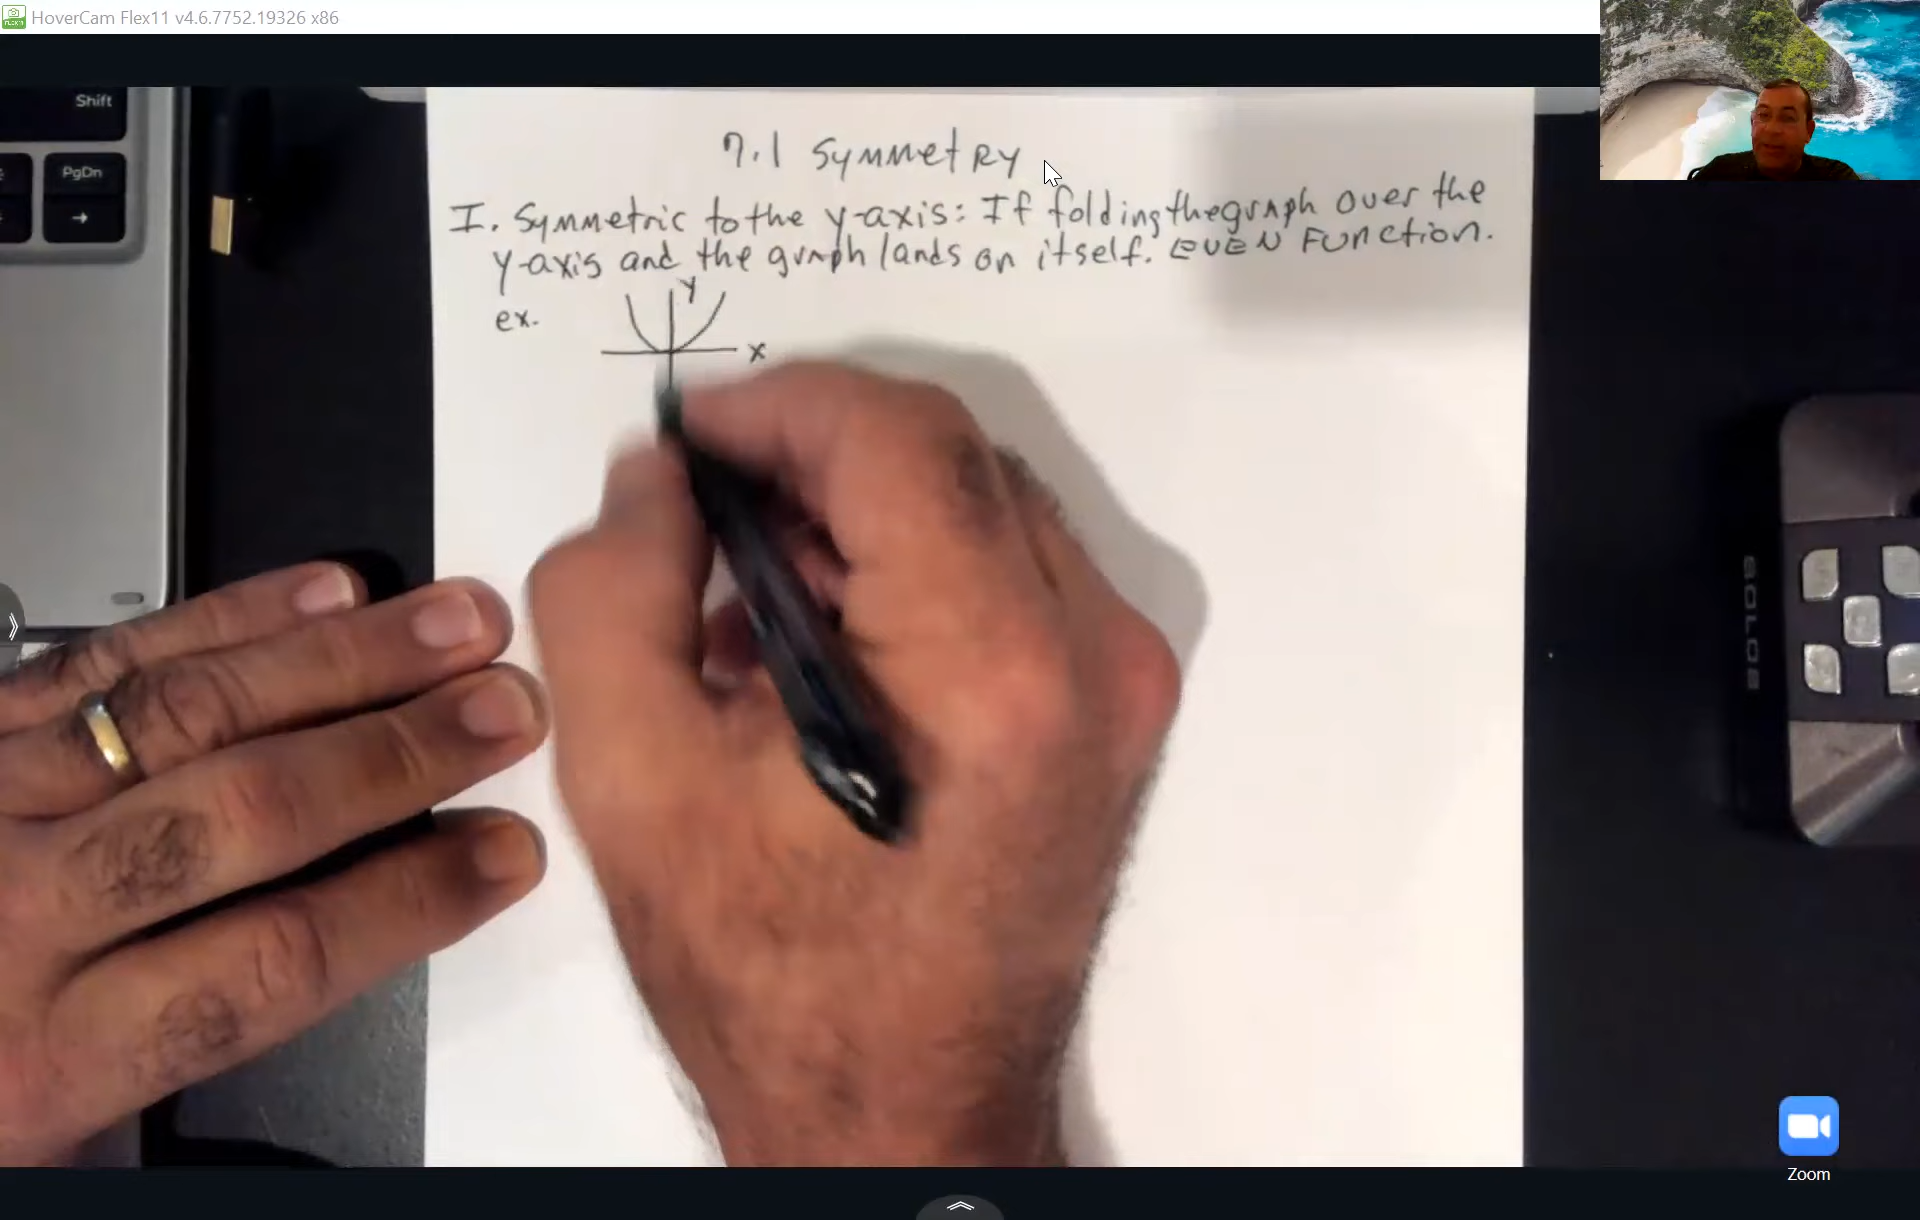 HoverCam Flex11 v4.6.7752.19326 x86
Shift
PgDn
7.1 Symmetry
I. Symmetric to the y-axis: If folding the graph over the
y-axis and the graph lands on itself. EVEN Function.
ex.
y
x
SOLO8
Zoom